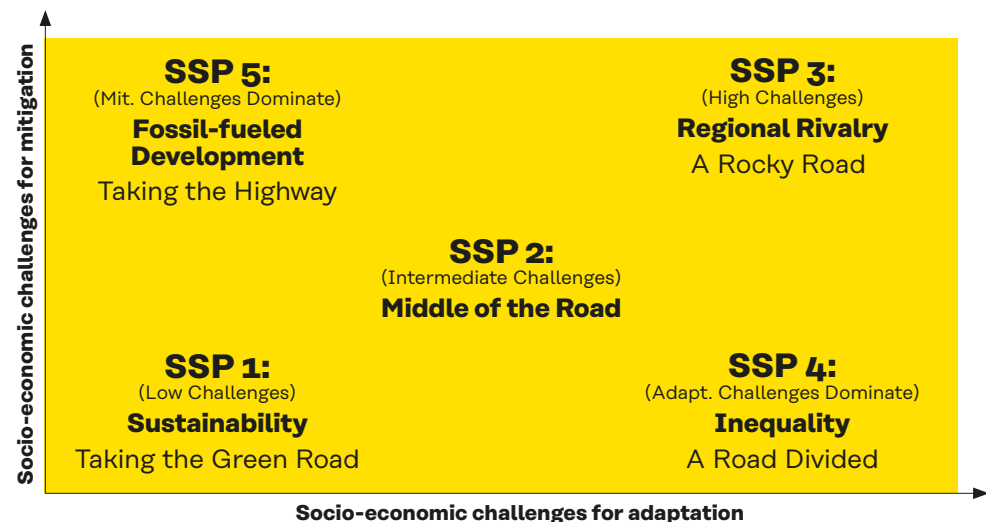 Socio-economic challenges for mitigation
SSP 5:
(Mit. Challenges Dominate)
Fossil-fueled
Development
Taking the Highway
SSP 3:
(High Challenges)
Regional Rivalry
A Rocky Road
SSP 2:
(Intermediate Challenges)
Middle of the Road
SSP 1:
(Low Challenges)
Sustainability
Taking the Green Road
SSP 4:
(Adapt. Challenges Dominate)
Inequality
A Road Divided
Socio-economic challenges for adaptation